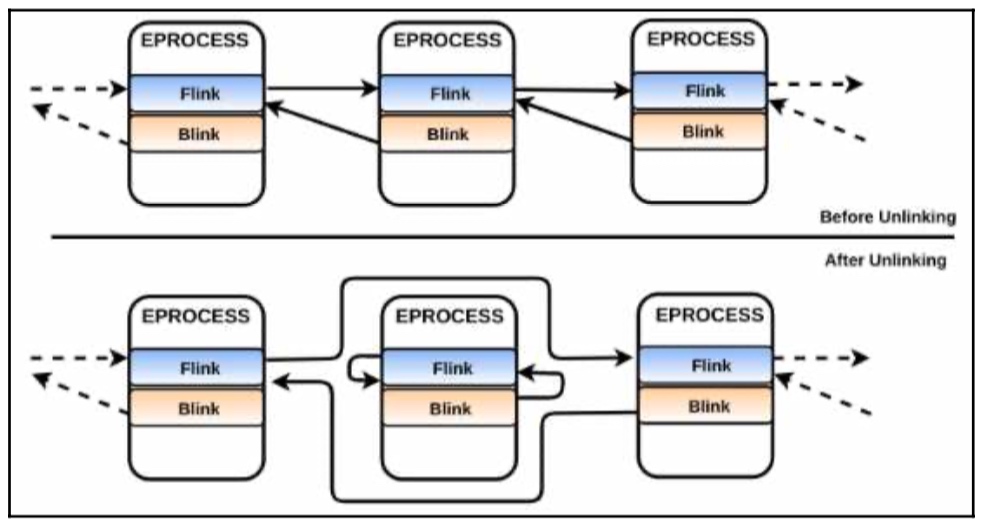 EPROCESS EPROCESS EPROCESS
Flink Flink Flink
Blink Blink Blink
Before Unlinking
After Unlinking
EPROCESS EPROCESS EPROCESS
Flink Flink Flink
Blink Blink Blink